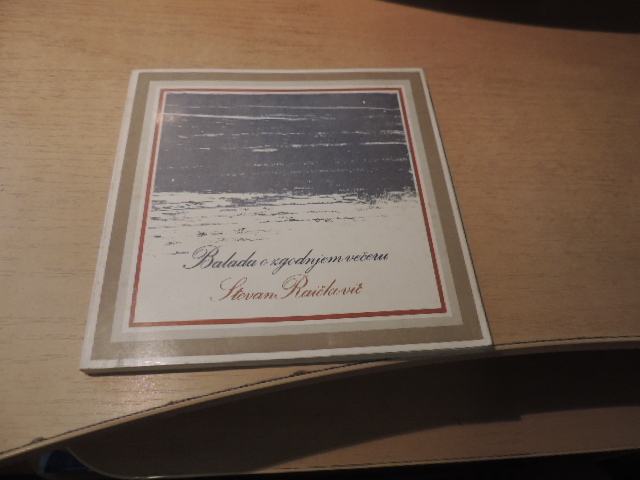 Balada o zgodnjem večeru
Stevan Raičković